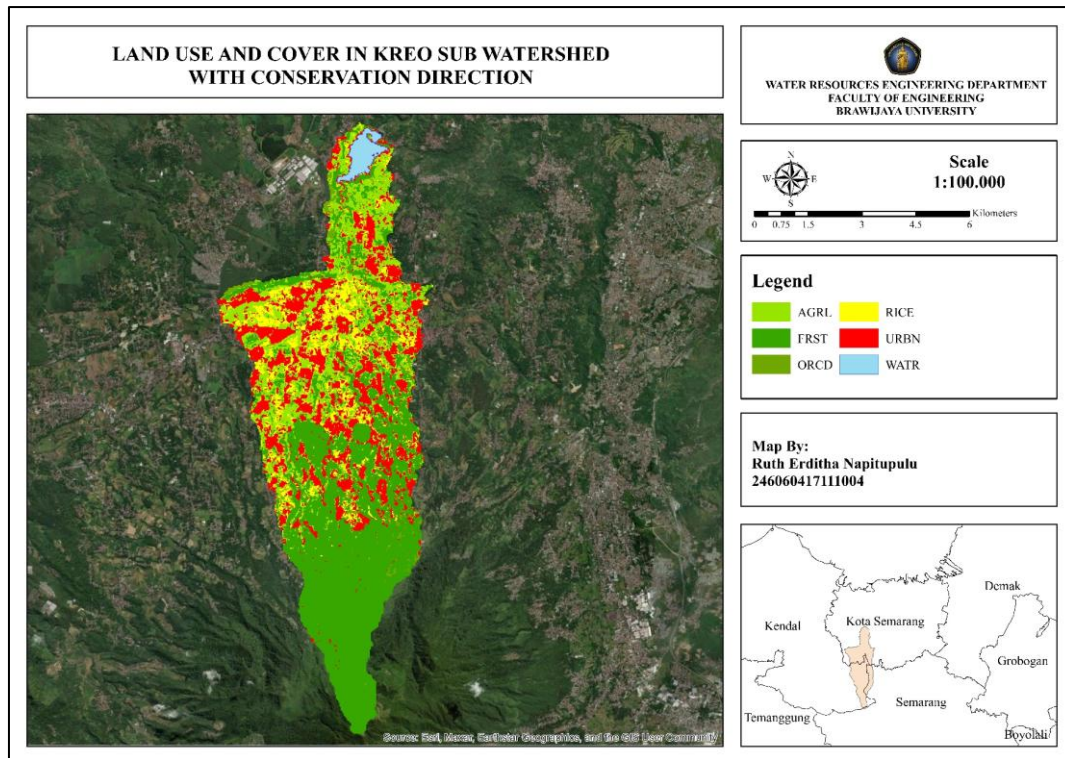 LAND USE AND COVER IN KREO SUB WATERSHED
WITH CONSERVATION DIRECTION
WATER RESOURCES ENGINEERING DEPARTMENT
FACULTY OF ENGINEERING
BRAWIJAYA UNIVERSITY
N
W E
S
Scale
1:100.000
Kilometers
0 0.75 1.5 3 4.5 6
Legend
AGRL RICE
FRST URBN
ORCD WATR
Map By:
Ruth Erditha Napitupulu
246060417111004
Demak
Kota Semarang
Kendal
Grobogan
Semarang
Temanggung
Boyolali
Source: Esri, Maxar, Earthstar Geographics, and the GIS User Community